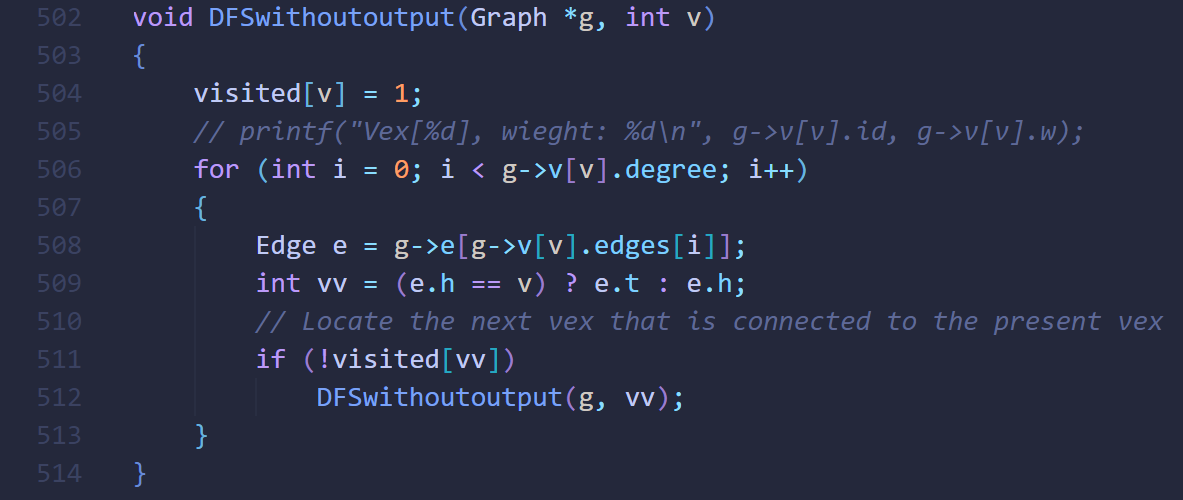 502 void DFSwithoutoutput(Graph *g, int v)
503 {
504     visited[v] = 1;
505     // printf("Vex[%d], wieght: %d\n", g->v[v].id, g->v[v].w);
506     for (int i = 0; i < g->v[v].degree; i++)
507     {
508         Edge e = g->e[g->v[v].edges[i]];
509         int vv = (e.h == v) ? e.t : e.h;
510         // Locate the next vex that is connected to the present vex
511         if (!visited[vv])
512             DFSwithoutoutput(g, vv);
513     }
514 }